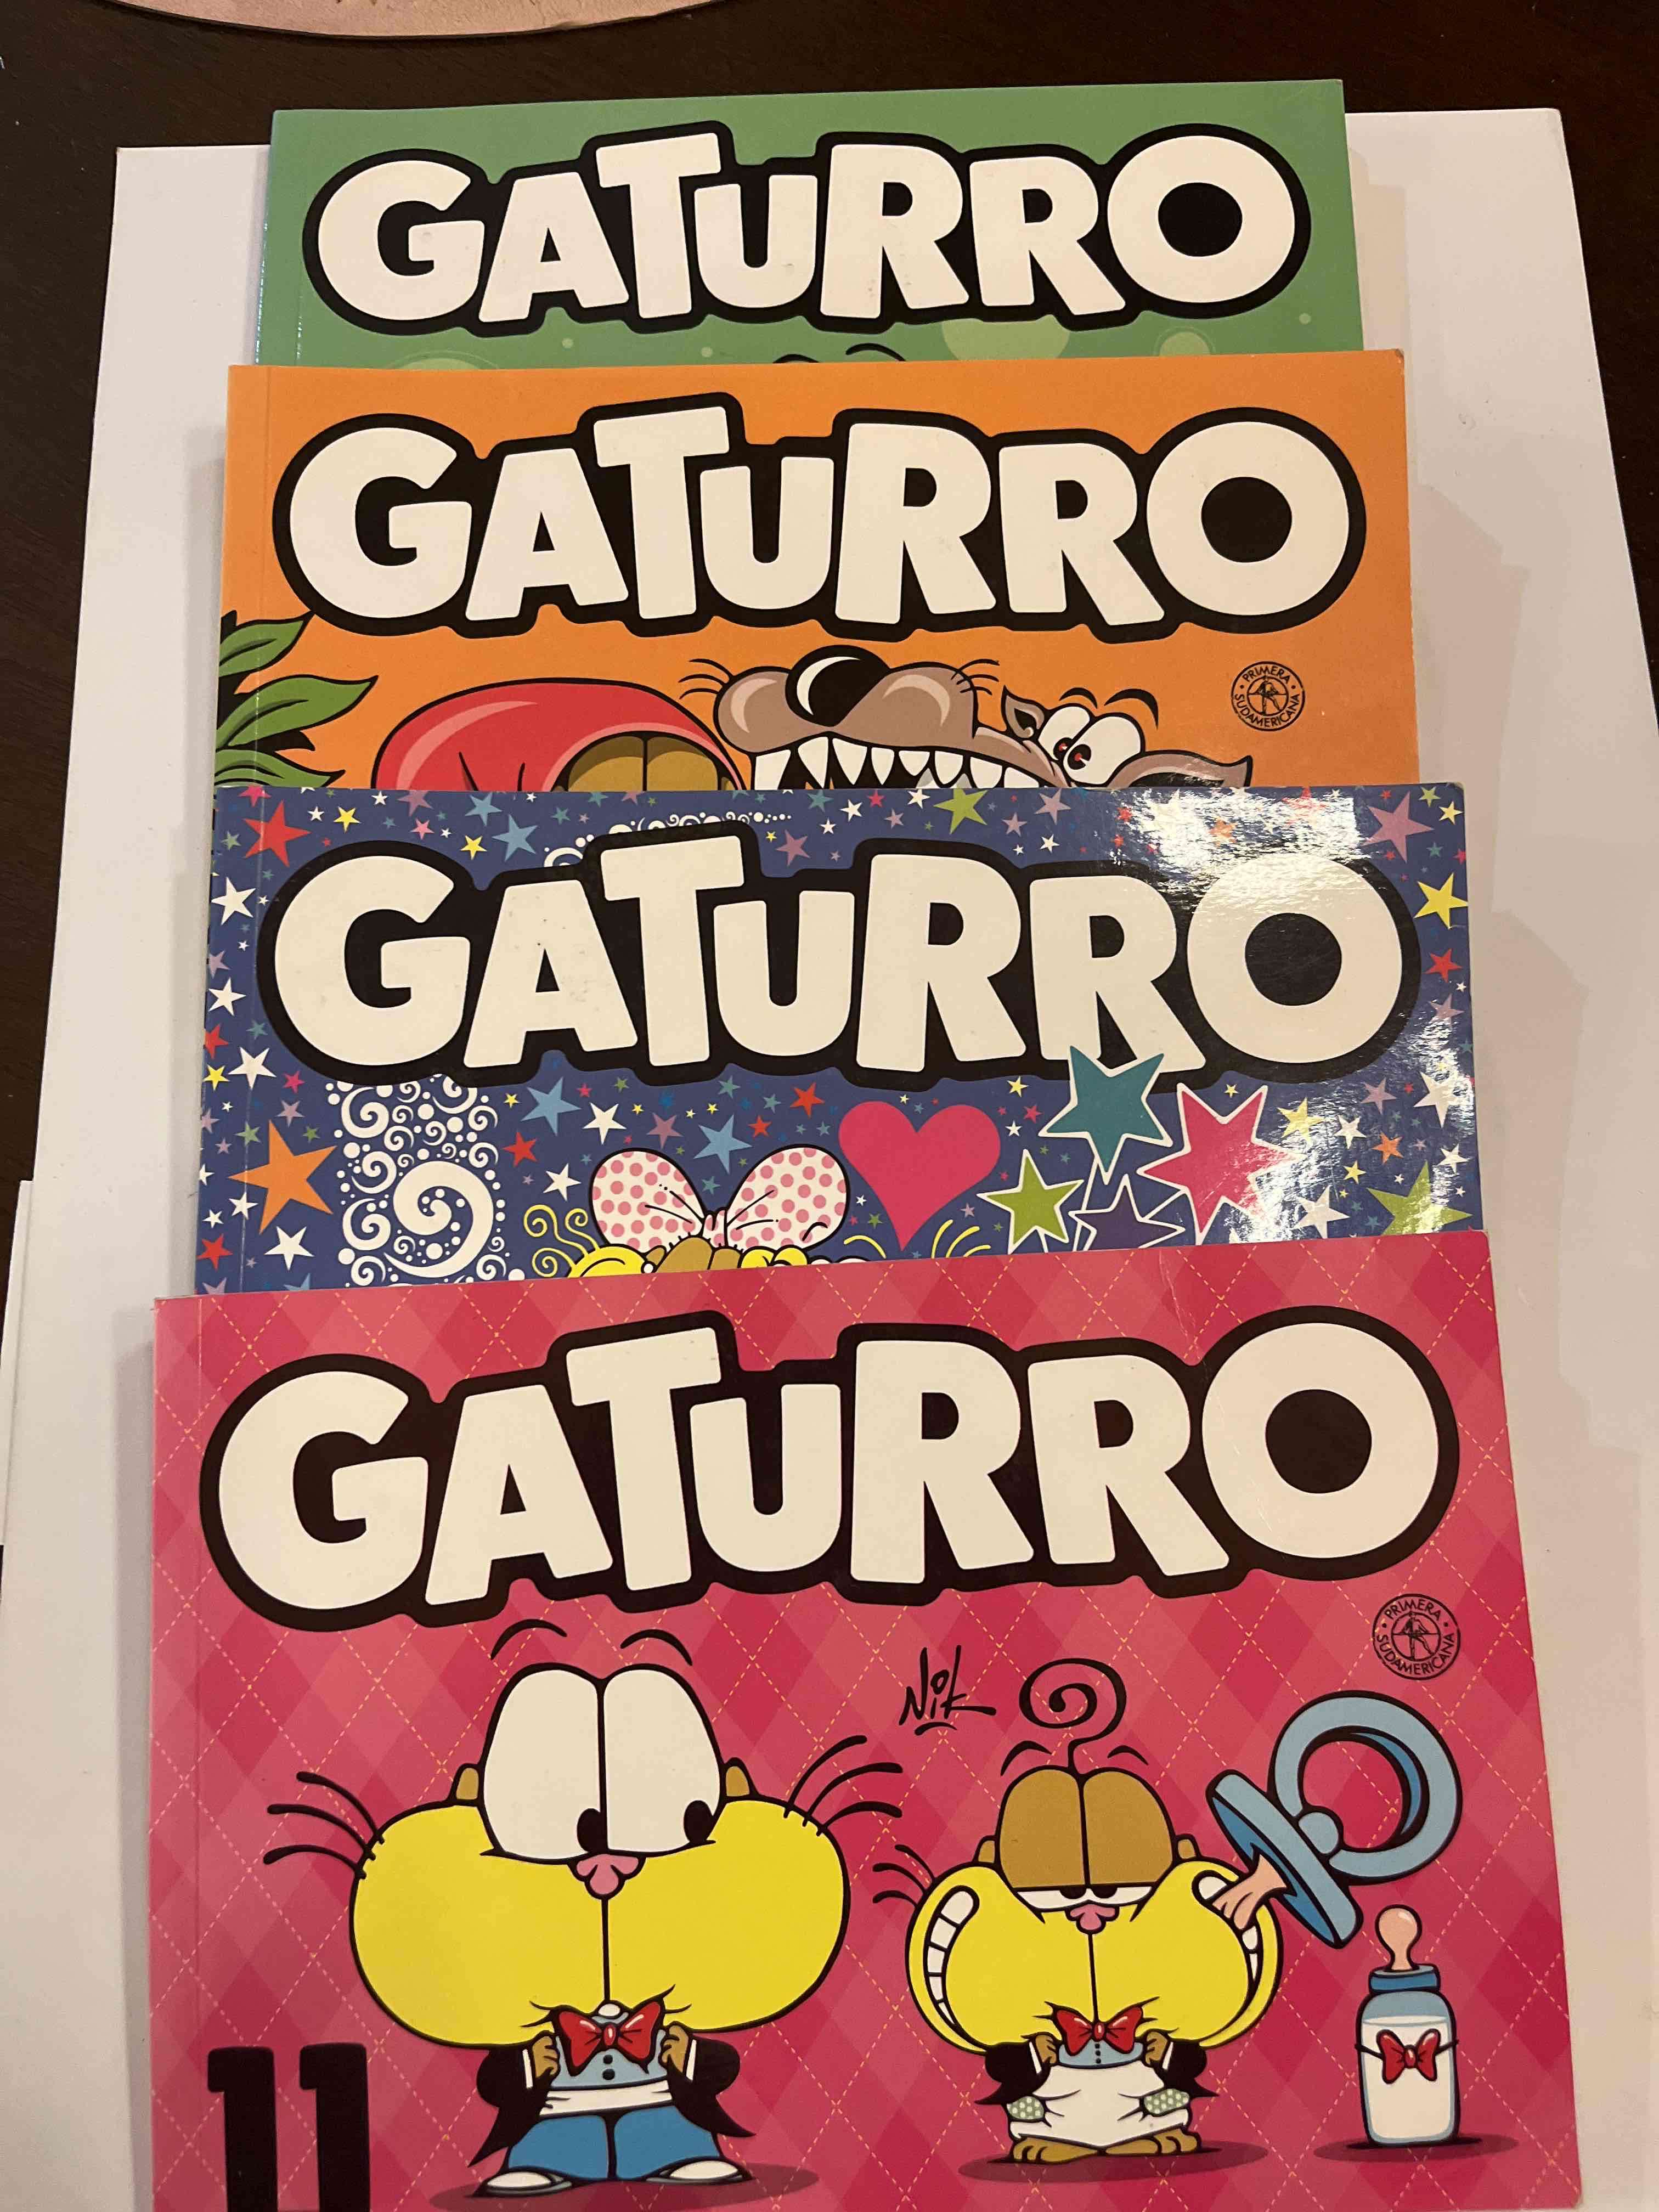 GATURRO
GATURRO
PRIMERA
SUDAMERICANA
GATURRO
GATURRO
PRIMERA
SUDAMERICANA
Nik
11